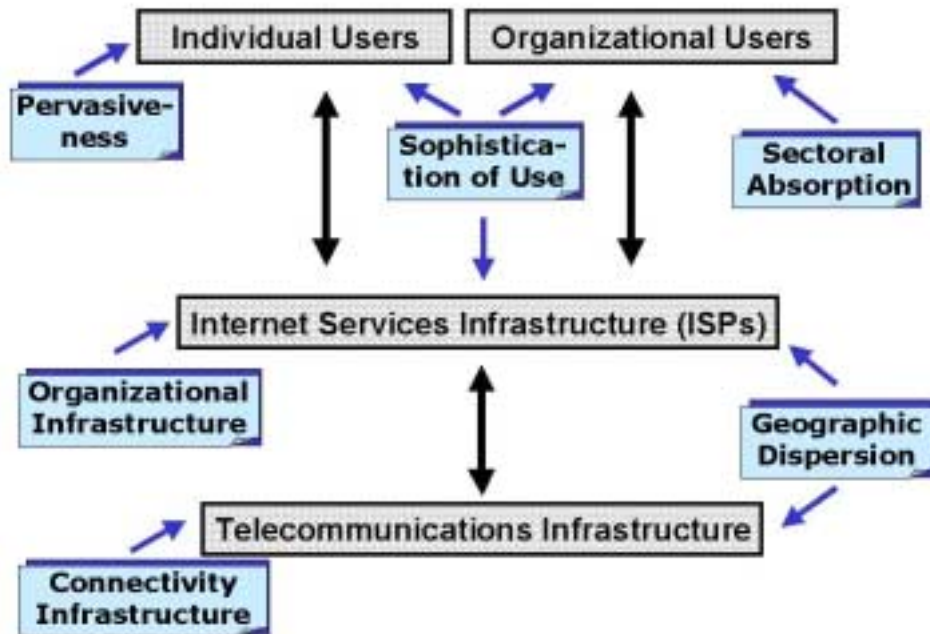 Individual Users
Organizational Users
Pervasive-
ness
Sophistica-
tion of Use
Sectoral
Absorption
Internet Services Infrastructure (ISPs)
Organizational
Infrastructure
Geographic
Dispersion
Telecommunications Infrastructure
Connectivity
Infrastructure